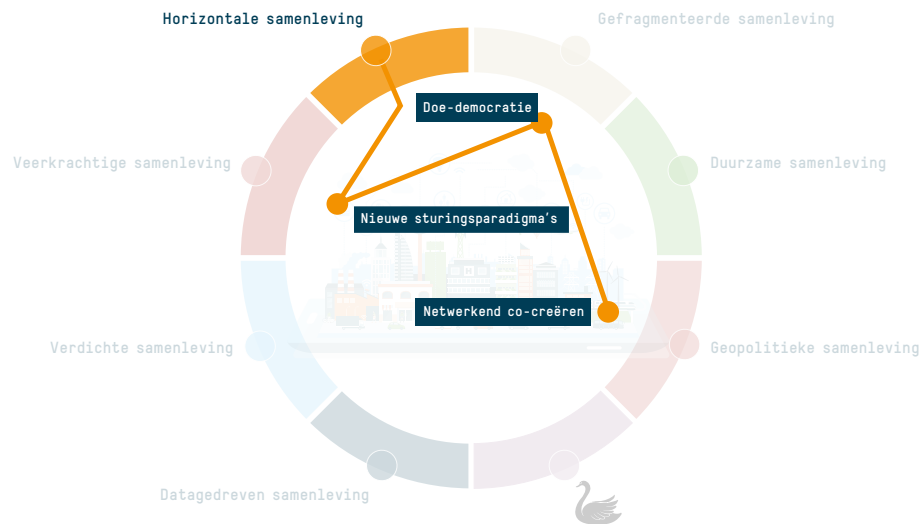 Horizontale samenleving
Gefragmenteerde samenleving
Doe-democratie
Veerkrachtige samenleving
Duurzame samenleving
Nieuwe sturingsparadigma's
Netwerkend co-creëren
Verdichte samenleving
Geopolitieke samenleving
Datagedreven samenleving